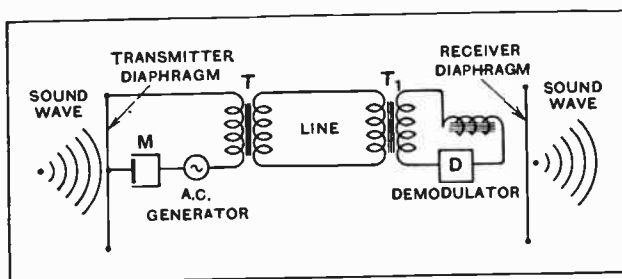 TRANSMITTER
DIAPHRAGM
SOUND
WAVE
M
A.C.
GENERATOR
T
LINE
T1
D
DEMODULATOR
RECEIVER
DIAPHRAGM
SOUND
WAVE